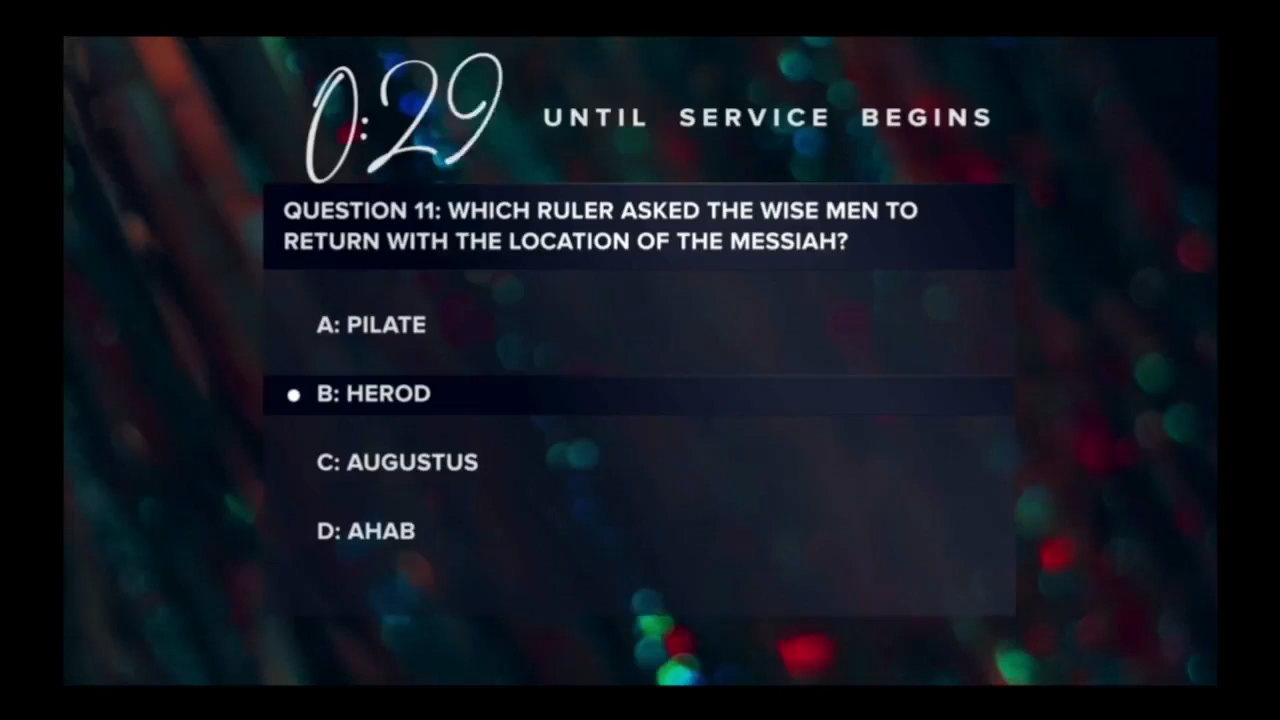 0:29 UNTIL SERVICE BEGINS
QUESTION 11: WHICH RULER ASKED THE WISE MEN TO
RETURN WITH THE LOCATION OF THE MESSIAH?
A: PILATE
B: HEROD
C: AUGUSTUS
D: AHAB